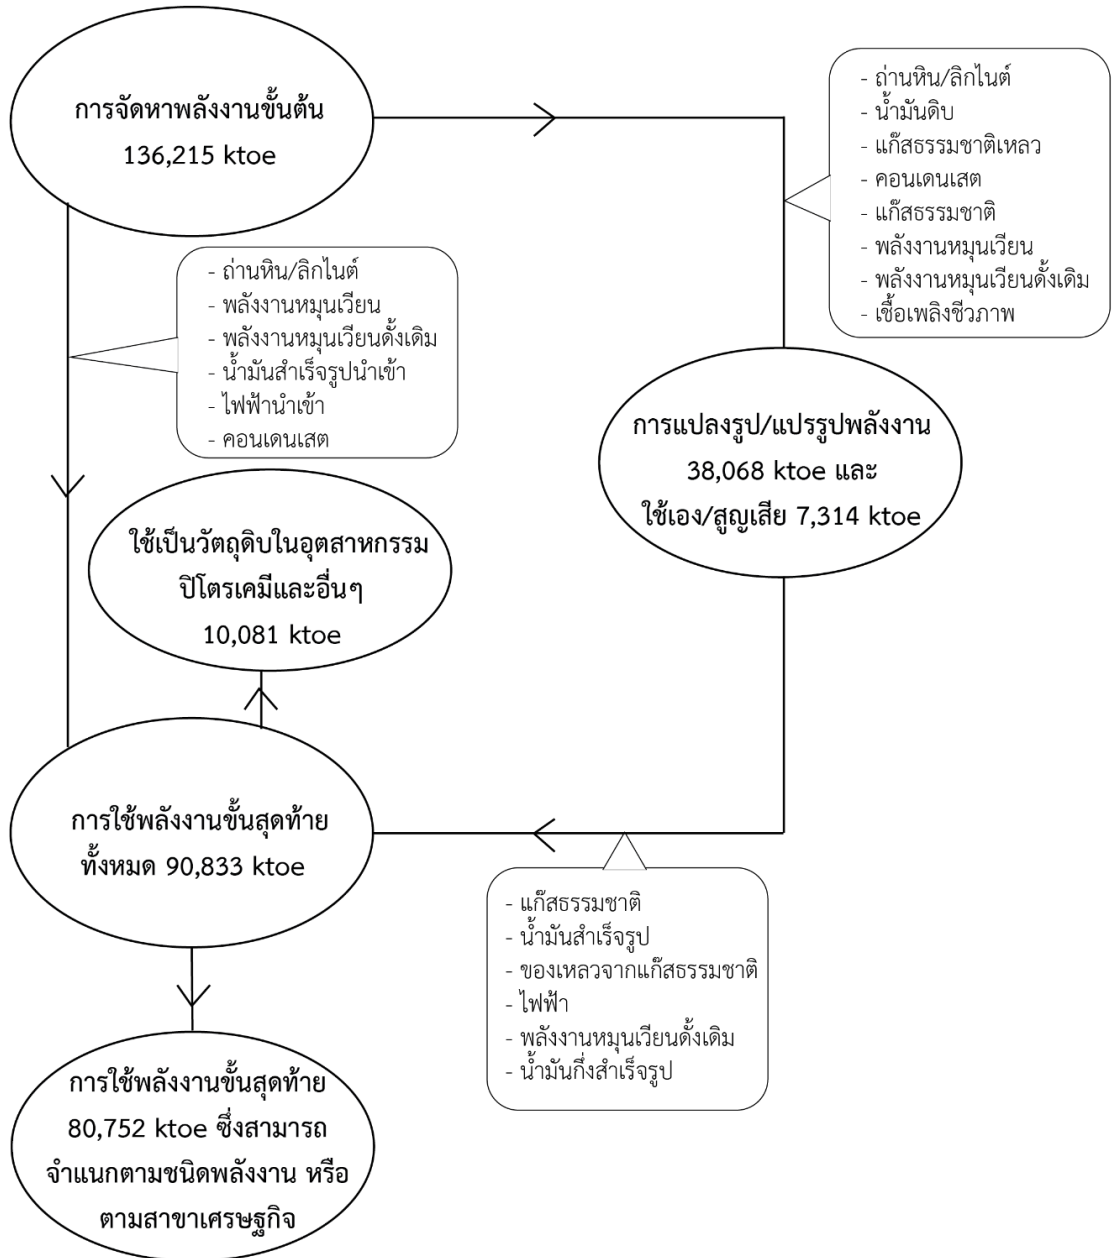 การจัดหาพลังงานขั้นต้น
136,215 ktoe
- ถ่านหิน/ลิกไนต์
- น้ำมันดิบ
- แก๊สธรรมชาติเหลว
- คอนเดนเสต
- แก๊สธรรมชาติ
- พลังงานหมุนเวียน
- พลังงานหมุนเวียนดั้งเดิม
- เชื้อเพลิงชีวภาพ
- ถ่านหิน/ลิกไนต์
- พลังงานหมุนเวียน
- พลังงานหมุนเวียนดั้งเดิม
- น้ำมันสำเร็จรูปนำเข้า
- ไฟฟ้านำเข้า
- คอนเดนเสต
การแปลงรูป/แปรรูปพลังงาน
38,068 ktoe และ
ใช้เอง/สูญเสีย 7,314 ktoe
ใช้เป็นวัตถุดิบในอุตสาหกรรม
ปิโตรเคมีและอื่นๆ
10,081 ktoe
การใช้พลังงานขั้นสุดท้าย
ทั้งหมด 90,833 ktoe
- แก๊สธรรมชาติ
- น้ำมันสำเร็จรูป
- ของเหลวจากแก๊สธรรมชาติ
- ไฟฟ้า
- พลังงานหมุนเวียนดั้งเดิม
- น้ำมันกึ่งสำเร็จรูป
การใช้พลังงานขั้นสุดท้าย
80,752 ktoe ซึ่งสามารถ
จำแนกตามชนิดพลังงาน หรือ
ตามสาขาเศรษฐกิจ